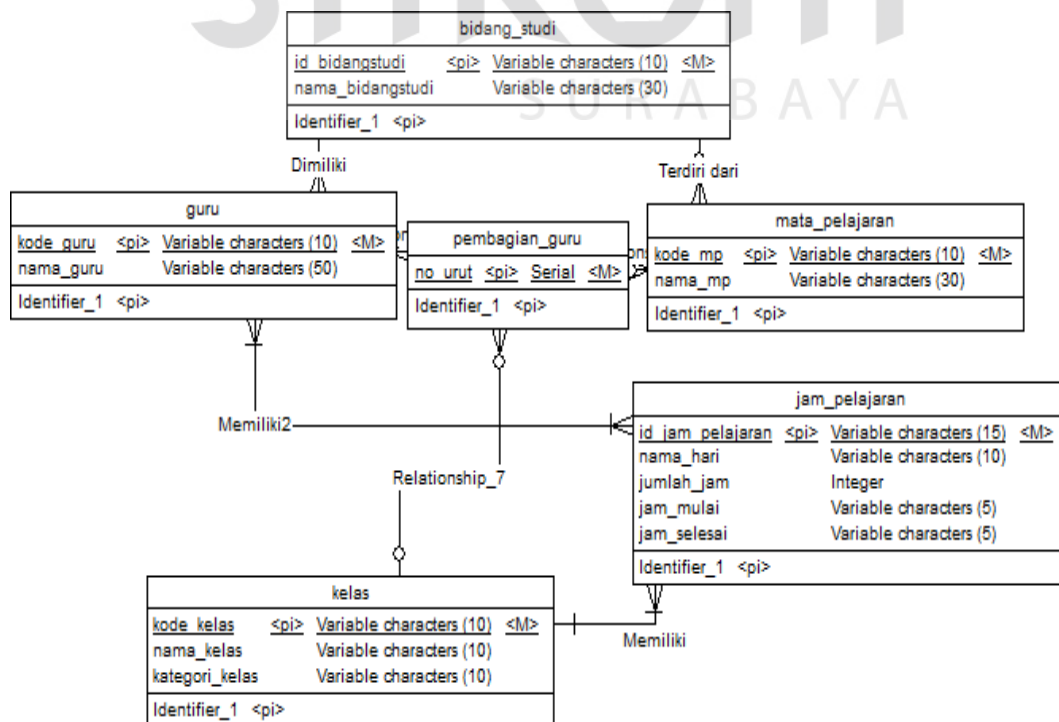 SURABAYA
bidang_studi
id_bidangstudi <pi> Variable characters (10) <M>
nama_bidangstudi Variable characters (30)
Identifier_1 <pi>
Dimiliki
Terdiri dari
guru
kode_guru <pi> Variable characters (10) <M>
nama_guru Variable characters (50)
Identifier_1 <pi>
pembagian_guru
no_urut <pi> Serial <M>
Identifier_1 <pi>
mata_pelajaran
kode_mp <pi> Variable characters (10) <M>
nama_mp Variable characters (30)
Identifier_1 <pi>
Memiliki2
Relationship_7
jam_pelajaran
id_jam_pelajaran <pi> Variable characters (15) <M>
nama_hari Variable characters (10)
jumlah_jam Integer
jam_mulai Variable characters (5)
jam_selesai Variable characters (5)
Identifier_1 <pi>
kelas
kode_kelas <pi> Variable characters (10) <M>
nama_kelas Variable characters (10)
kategori_kelas Variable characters (10)
Identifier_1 <pi>
Memiliki